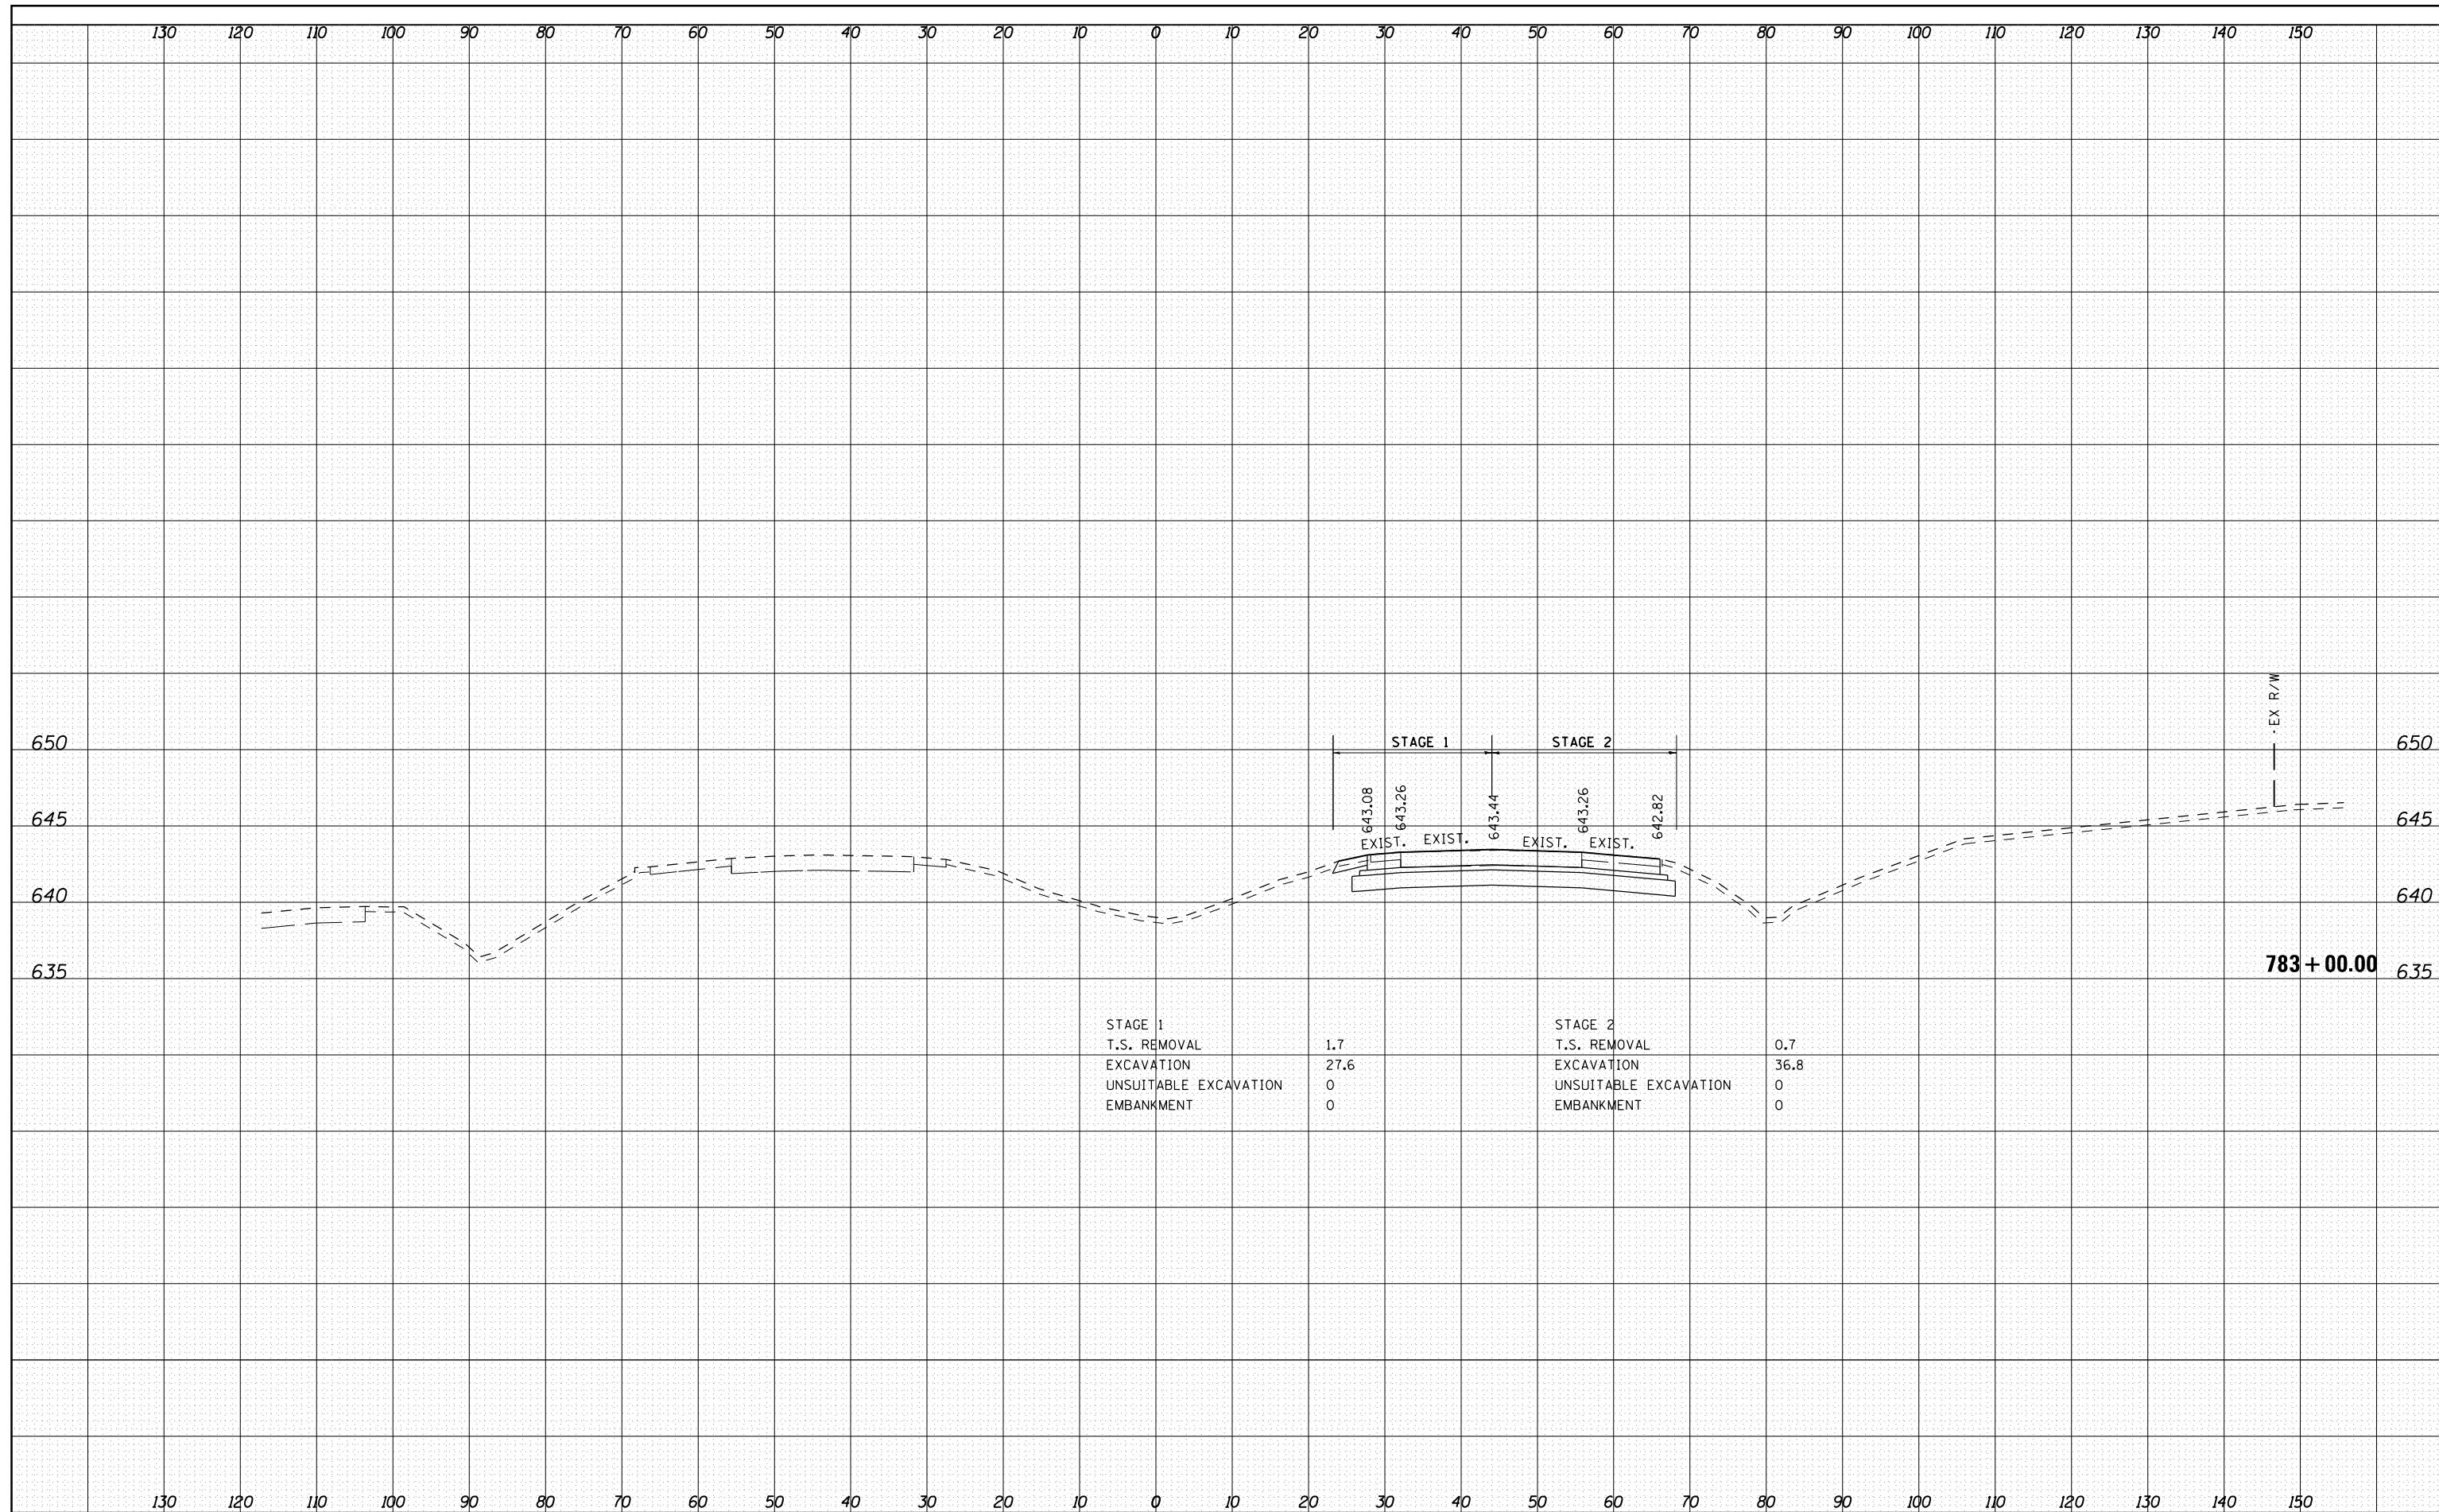 130 120 110 100 90 80 70 60 50 40 30 20 10 0 10 20 30 40 50 60 70 80 90 100 110 120 130 140 150
EX R/W
650 STAGE 1 STAGE 2 650
643.08 643.26 643.44 643.26 642.82
645 645
EXIST. EXIST. EXIST. EXIST.
640 640
635 783+00.00 635
STAGE 1 STAGE 2
T.S. REMOVAL 1.7 T.S. REMOVAL 0.7
EXCAVATION 27.6 EXCAVATION 36.8
UNSUITABLE EXCAVATION 0 UNSUITABLE EXCAVATION 0
EMBANKMENT 0 EMBANKMENT 0
130 120 110 100 90 80 70 60 50 40 30 20 10 0 10 20 30 40 50 60 70 80 90 100 110 120 130 140 150